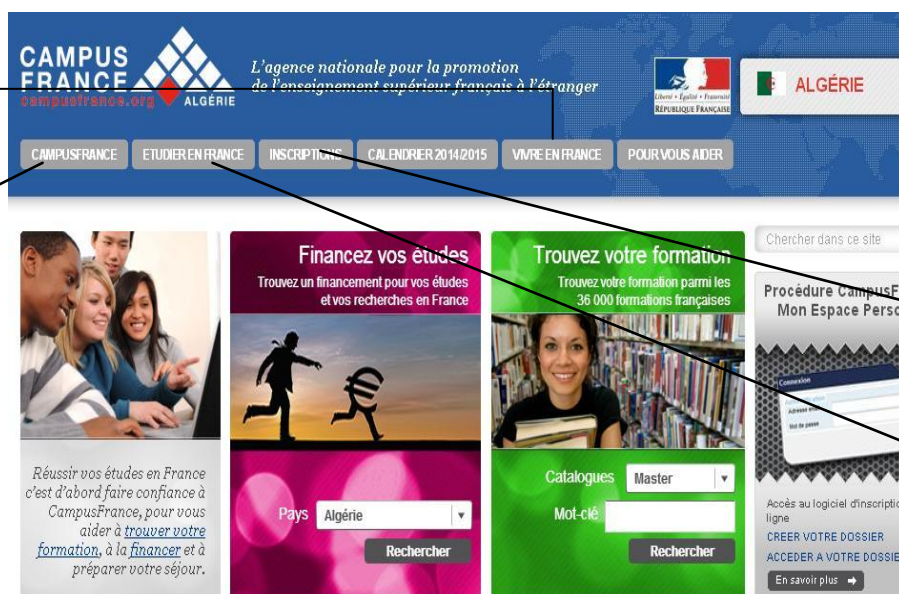 CAMPUS
FRANCE
campusfrance.org
ALGÉRIE
L'agence nationale pour la promotion
de l'enseignement supérieur français à l'étranger
Liberté • Égalité • Fraternité
RÉPUBLIQUE FRANÇAISE
ALGÉRIE
CAMPUSFRANCE
ETUDIER EN FRANCE
INSCRIPTIONS
CALENDRIER 2014/2015
VIVRE EN FRANCE
POUR VOUS AIDER
Réussir vos études en France
c'est d'abord faire confiance à
CampusFrance, pour vous
aider à trouver votre
formation, à la financer et à
préparer votre séjour.
Financez vos études
Trouvez un financement pour vos études
et vos recherches en France
Pays
Algérie
Rechercher
Trouvez votre formation
Trouvez votre formation parmi les
36 000 formations françaises
Catalogues
Master
Mot-clé
Rechercher
Chercher dans ce site
Procédure CampusF
Mon Espace Perso
Connexion
Adresse email
Mot de passe
Accès au logiciel d'inscriptio
ligne
CREER VOTRE DOSSIER
ACCEDER A VOTRE DOSSIE
En savoir plus